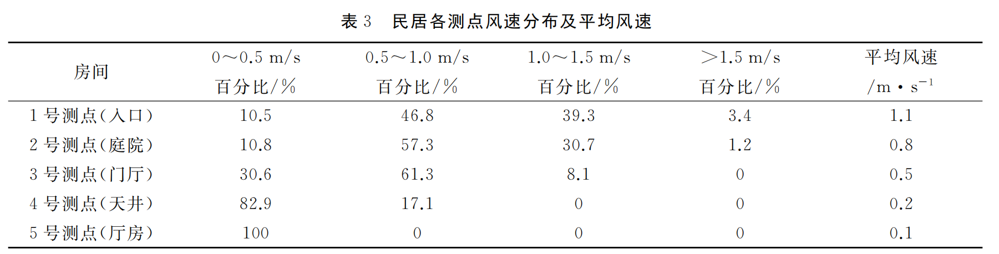 表 3 民居各测点风速分布及平均风速
房间 0～0.5 m/s 0.5～1.0 m/s 1.0～1.5 m/s ＞1.5 m/s 平均风速
百分比/% 百分比/% 百分比/% 百分比/% /m·s⁻¹
1 号测点(入口) 10.5 46.8 39.3 3.4 1.1
2 号测点(庭院) 10.8 57.3 30.7 1.2 0.8
3 号测点(门厅) 30.6 61.3 8.1 0 0.5
4 号测点(天井) 82.9 17.1 0 0 0.2
5 号测点(厅房) 100 0 0 0 0.1